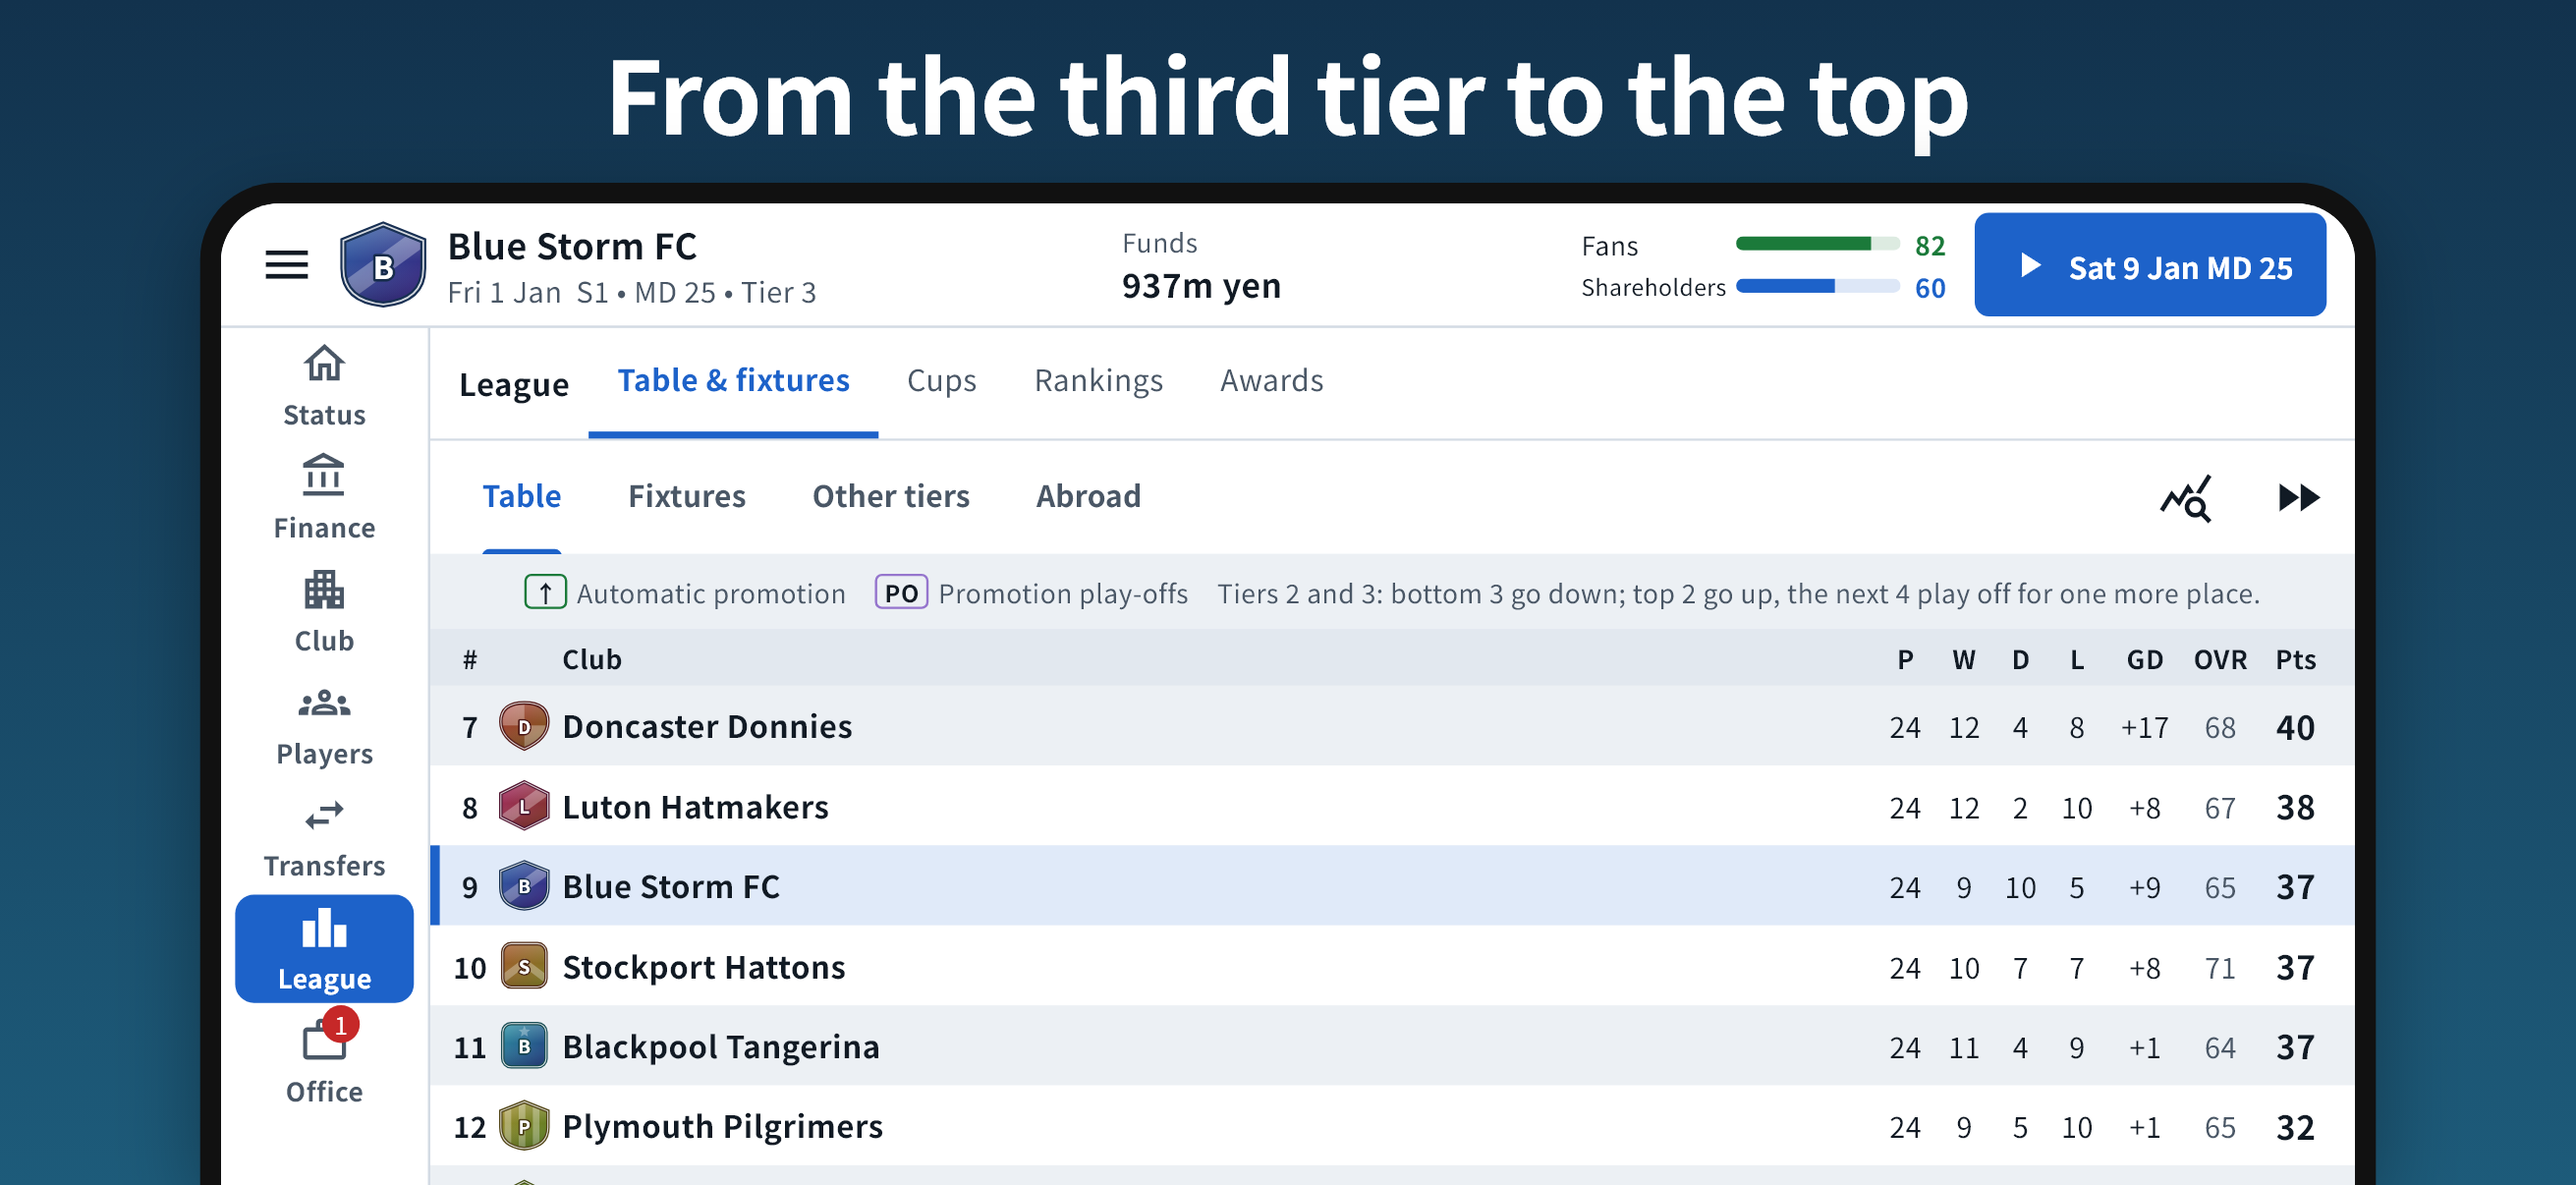 From the third tier to the top
B
Blue Storm FC
Fri 1 Jan S1 • MD 25 • Tier 3
Funds
937m yen
Fans 82
Shareholders 60
Sat 9 Jan MD 25
Status
Finance
Club
Players
Transfers
League
1
Office
League Table & fixtures Cups Rankings Awards
Table Fixtures Other tiers Abroad
↑ Automatic promotion PO Promotion play-offs Tiers 2 and 3: bottom 3 go down; top 2 go up, the next 4 play off for one more place.
# Club P W D L GD OVR Pts
7 D Doncaster Donnies 24 12 4 8 +17 68 40
8 L Luton Hatmakers 24 12 2 10 +8 67 38
9 B Blue Storm FC 24 9 10 5 +9 65 37
10 S Stockport Hattons 24 10 7 7 +8 71 37
11 B Blackpool Tangerina 24 11 4 9 +1 64 37
12 P Plymouth Pilgrimers 24 9 5 10 +1 65 32